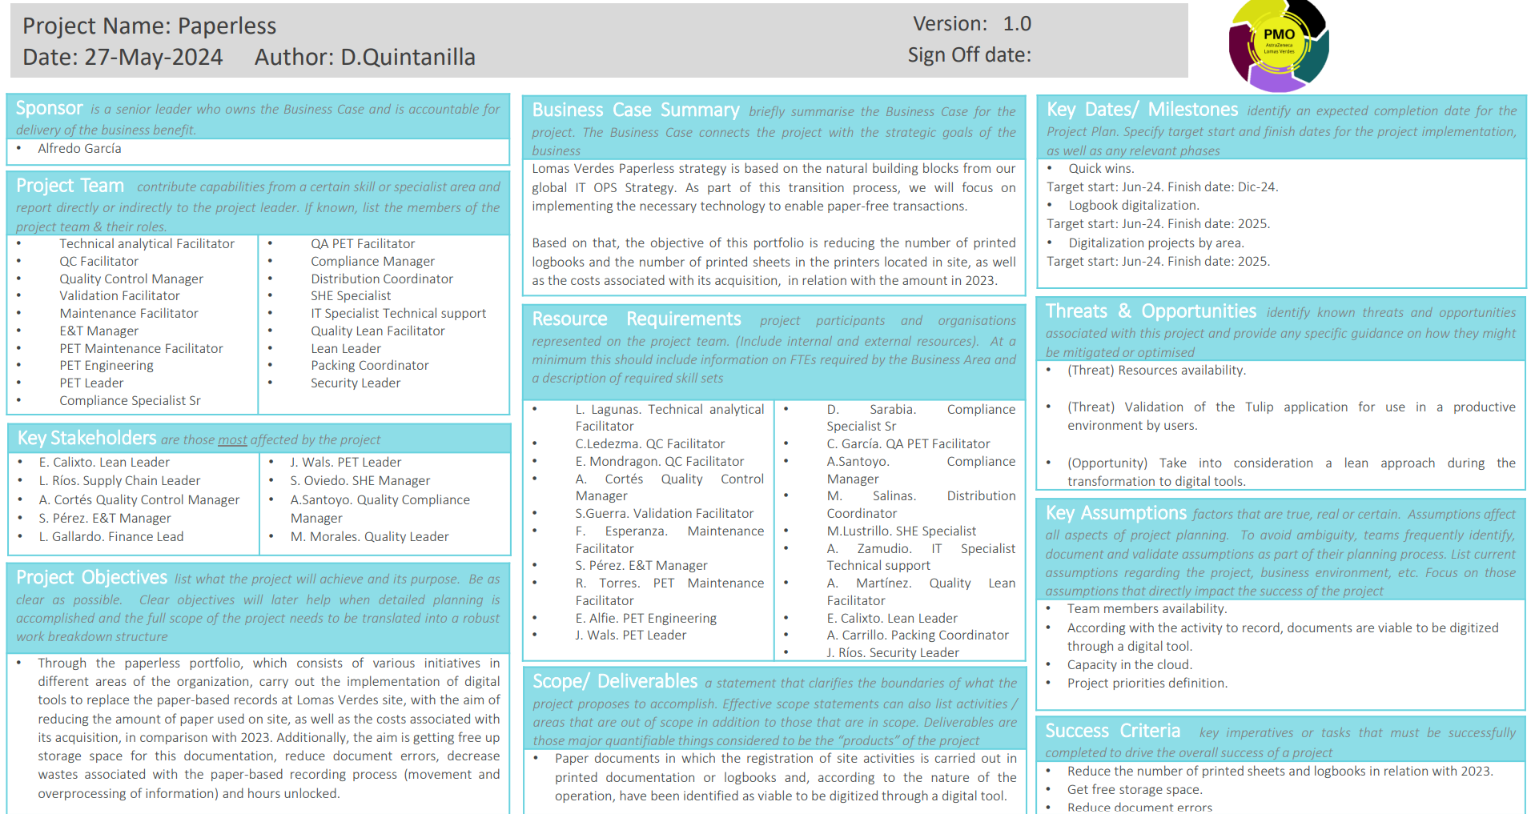 Project Name: Paperless
Date: 27-May-2024 Author: D.Quintanilla
Version: 1.0
Sign Off date:
PMO
AstraZeneca
Lomas Verdes
Sponsor is a senior leader who owns the Business Case and is accountable for
delivery of the business benefit.
• Alfredo García
Project Team contribute capabilities from a certain skill or specialist area and
report directly or indirectly to the project leader. If known, list the members of the
project team & their roles.
• Technical analytical Facilitator
• QC Facilitator
• Quality Control Manager
• Validation Facilitator
• Maintenance Facilitator
• E&T Manager
• PET Maintenance Facilitator
• PET Engineering
• PET Leader
• Compliance Specialist Sr
• QA PET Facilitator
• Compliance Manager
• Distribution Coordinator
• SHE Specialist
• IT Specialist Technical support
• Quality Lean Facilitator
• Lean Leader
• Packing Coordinator
• Security Leader
Key Stakeholders are those most affected by the project
• E. Calixto. Lean Leader
• L. Ríos. Supply Chain Leader
• A. Cortés Quality Control Manager
• S. Pérez. E&T Manager
• L. Gallardo. Finance Lead
• J. Wals. PET Leader
• S. Oviedo. SHE Manager
• A.Santoyo. Quality Compliance
Manager
• M. Morales. Quality Leader
Project Objectives list what the project will achieve and its purpose. Be as
clear as possible. Clear objectives will later help when detailed planning is
accomplished and the full scope of the project needs to be translated into a robust
work breakdown structure
• Through the paperless portfolio, which consists of various initiatives in
different areas of the organization, carry out the implementation of digital
tools to replace the paper-based records at Lomas Verdes site, with the aim of
reducing the amount of paper used on site, as well as the costs associated with
its acquisition, in comparison with 2023. Additionally, the aim is getting free up
storage space for this documentation, reduce document errors, decrease
wastes associated with the paper-based recording process (movement and
overprocessing of information) and hours unlocked.
Business Case Summary briefly summarise the Business Case for the
project. The Business Case connects the project with the strategic goals of the
business
Lomas Verdes Paperless strategy is based on the natural building blocks from our
global IT OPS Strategy. As part of this transition process, we will focus on
implementing the necessary technology to enable paper-free transactions.
Based on that, the objective of this portfolio is reducing the number of printed
logbooks and the number of printed sheets in the printers located in site, as well
as the costs associated with its acquisition, in relation with the amount in 2023.
Resource Requirements project participants and organisations
represented on the project team. (Include internal and external resources). At a
minimum this should include information on FTEs required by the Business Area and
a description of required skill sets
• L. Lagunas. Technical analytical
Facilitator
• C.Ledezma. QC Facilitator
• E. Mondragon. QC Facilitator
• A. Cortés Quality Control
Manager
• S.Guerra. Validation Facilitator
• F. Esperanza. Maintenance
Facilitator
• S. Pérez. E&T Manager
• R. Torres. PET Maintenance
Facilitator
• E. Alfie. PET Engineering
• J. Wals. PET Leader
• D. Sarabia. Compliance
Specialist Sr
• C. García. QA PET Facilitator
• A.Santoyo. Compliance
Manager
• M. Salinas. Distribution
Coordinator
• M.Lustrillo. SHE Specialist
• A. Zamudio. IT Specialist
Technical support
• A. Martínez. Quality Lean
Facilitator
• E. Calixto. Lean Leader
• A. Carrillo. Packing Coordinator
• J. Ríos. Security Leader
Scope/ Deliverables a statement that clarifies the boundaries of what the
project proposes to accomplish. Effective scope statements can also list activities /
areas that are out of scope in addition to those that are in scope. Deliverables are
those major quantifiable things considered to be the “products” of the project
• Paper documents in which the registration of site activities is carried out in
printed documentation or logbooks and, according to the nature of the
operation, have been identified as viable to be digitized through a digital tool.
Key Dates/ Milestones identify an expected completion date for the
Project Plan. Specify target start and finish dates for the project implementation,
as well as any relevant phases
• Quick wins.
Target start: Jun-24. Finish date: Dic-24.
• Logbook digitalization.
Target start: Jun-24. Finish date: 2025.
• Digitalization projects by area.
Target start: Jun-24. Finish date: 2025.
Threats & Opportunities identify known threats and opportunities
associated with this project and provide any specific guidance on how they might
be mitigated or optimised
• (Threat) Resources availability.
• (Threat) Validation of the Tulip application for use in a productive
environment by users.
• (Opportunity) Take into consideration a lean approach during the
transformation to digital tools.
Key Assumptions factors that are true, real or certain. Assumptions affect
all aspects of project planning. To avoid ambiguity, teams frequently identify,
document and validate assumptions as part of their planning process. List current
assumptions regarding the project, business environment, etc. Focus on those
assumptions that directly impact the success of the project
• Team members availability.
• According with the activity to record, documents are viable to be digitized
through a digital tool.
• Capacity in the cloud.
• Project priorities definition.
Success Criteria key imperatives or tasks that must be successfully
completed to drive the overall success of a project
• Reduce the number of printed sheets and logbooks in relation with 2023.
• Get free storage space.
• Reduce document errors